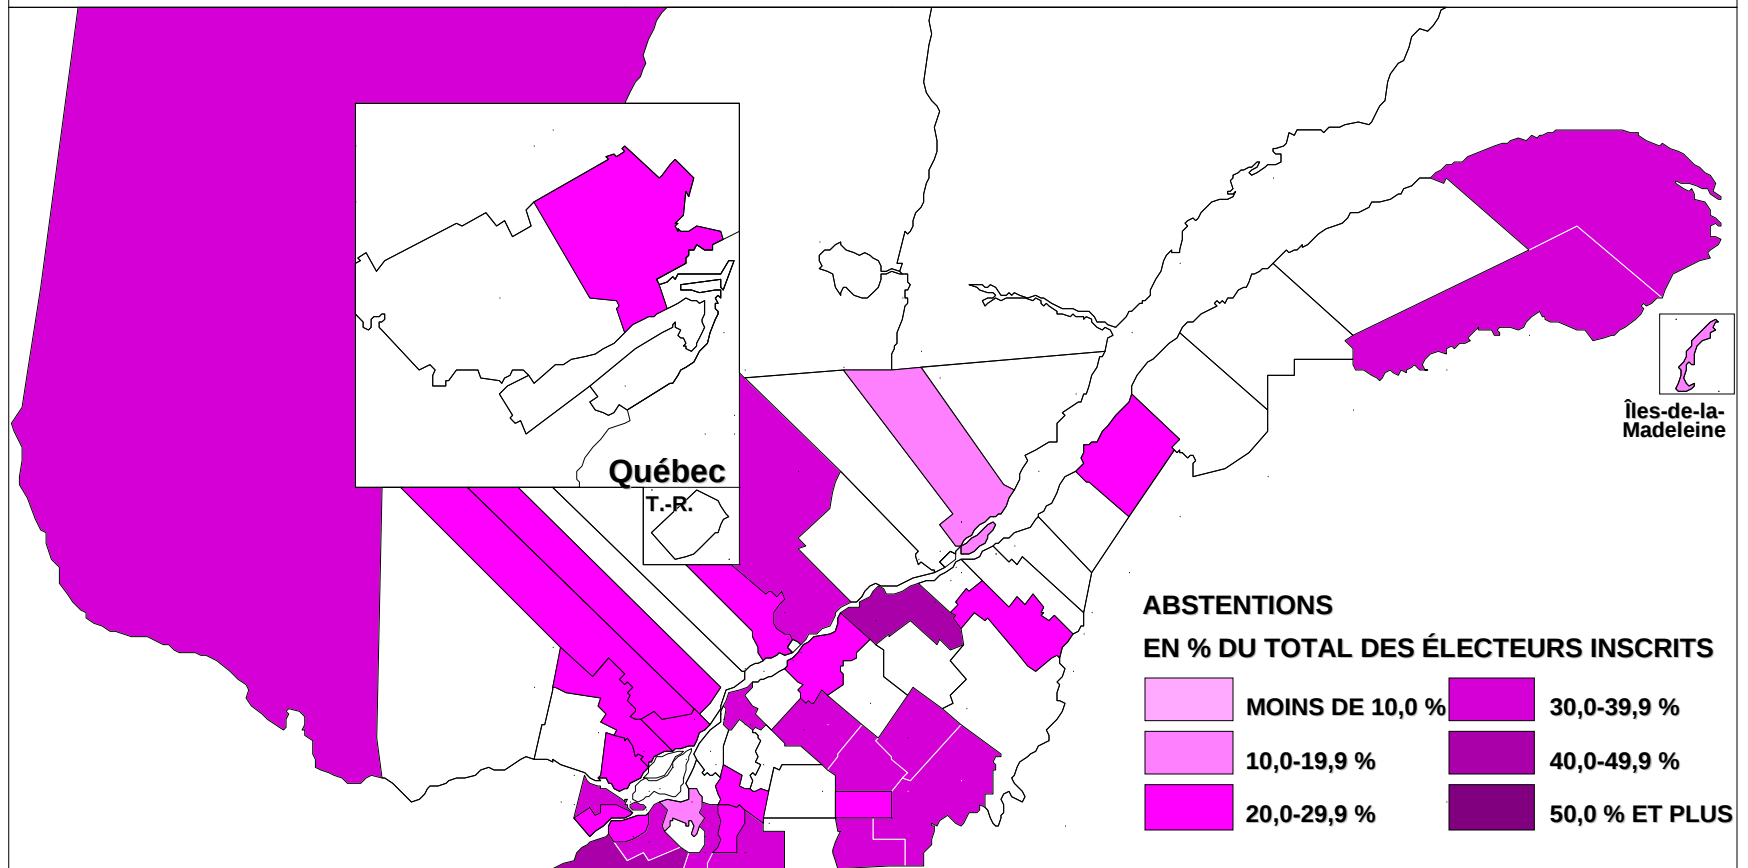 Québec
T.-R.
Îles-de-la-
Madeleine
ABSTENTIONS
EN % DU TOTAL DES ÉLECTEURS INSCRITS
MOINS DE 10,0 %
10,0-19,9 %
20,0-29,9 %
30,0-39,9 %
40,0-49,9 %
50,0 % ET PLUS